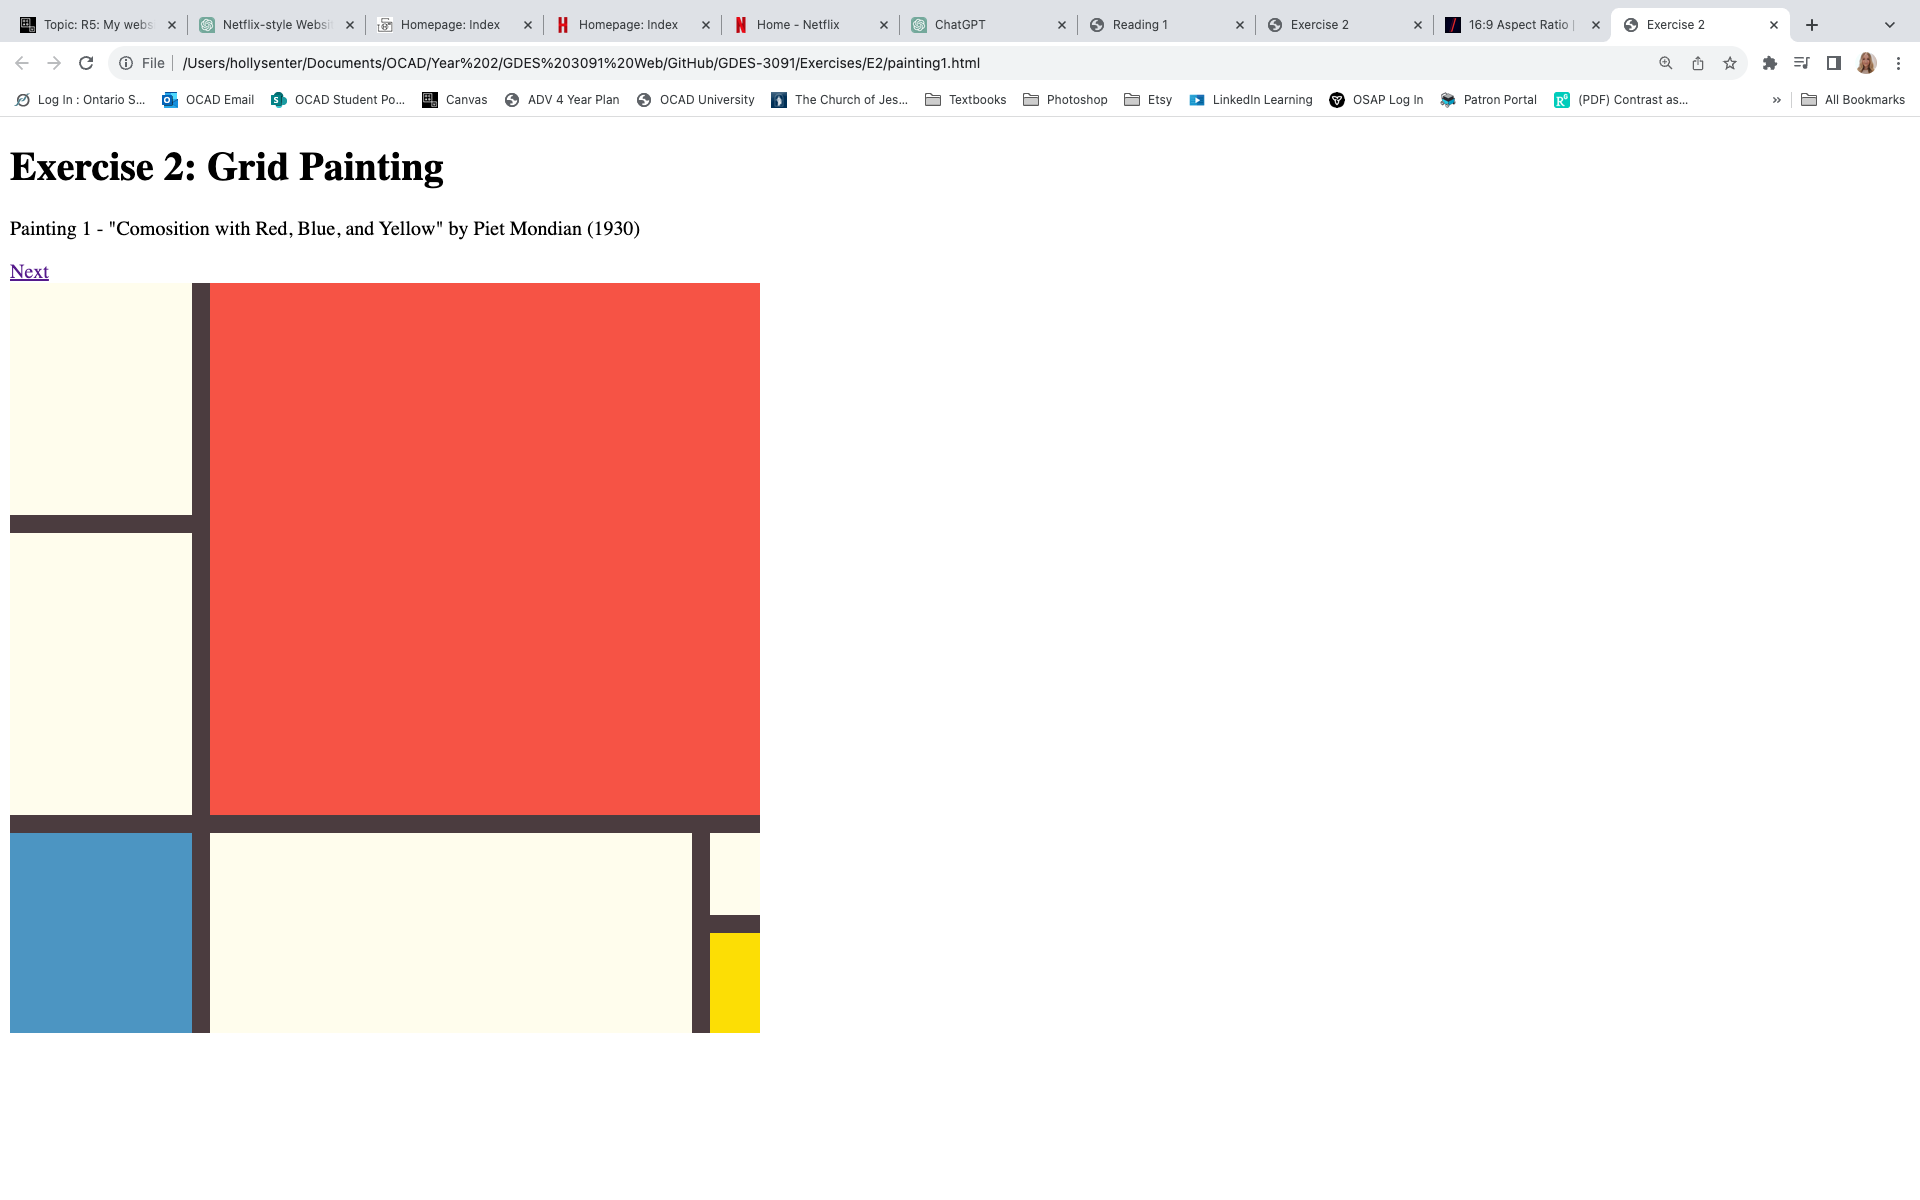 Topic: R5: My webs
Netflix-style Websit
Homepage: Index
Homepage: Index
Home - Netflix
ChatGPT
Reading 1
Exercise 2
16:9 Aspect Ratio |
Exercise 2
File
/Users/hollysenter/Documents/OCAD/Year%202/GDES%203091%20Web/GitHub/GDES-3091/Exercises/E2/painting1.html
Log In : Ontario S...
OCAD Email
OCAD Student Po...
Canvas
ADV 4 Year Plan
OCAD University
The Church of Jes...
Textbooks
Photoshop
Etsy
LinkedIn Learning
OSAP Log In
Patron Portal
(PDF) Contrast as...
»
All Bookmarks
Exercise 2: Grid Painting
Painting 1 - "Comosition with Red, Blue, and Yellow" by Piet Mondian (1930)
Next